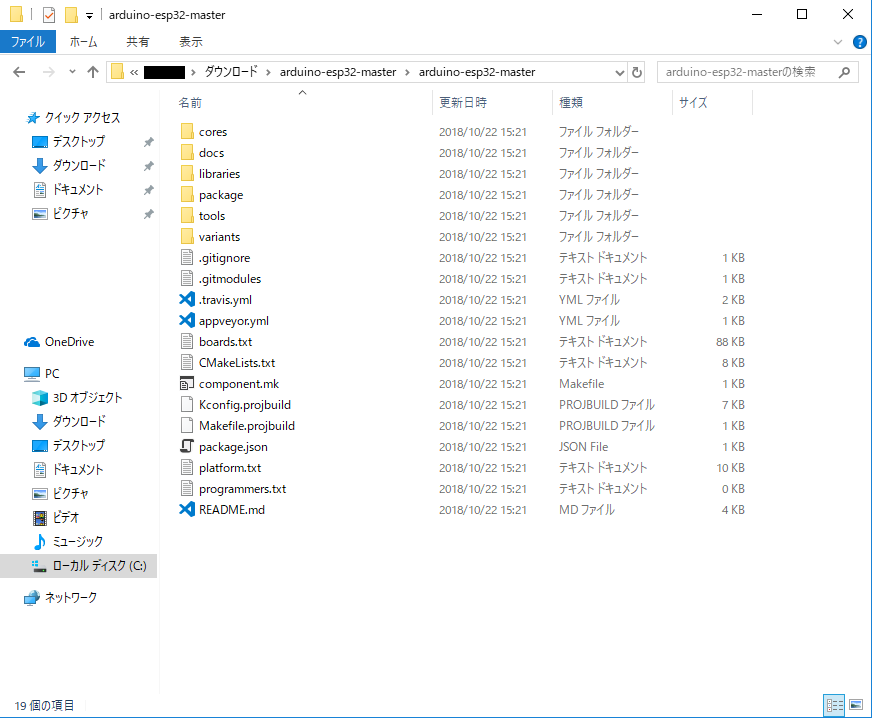 arduino-esp32-master
ファイル ホーム 共有 表示
« ダウンロード › arduino-esp32-master › arduino-esp32-master arduino-esp32-masterの検索
クイック アクセス
デスクトップ
ダウンロード
ドキュメント
ピクチャ
OneDrive
PC
3D オブジェクト
ダウンロード
デスクトップ
ドキュメント
ピクチャ
ビデオ
ミュージック
ローカル ディスク (C:)
ネットワーク
名前 更新日時 種類 サイズ
cores 2018/10/22 15:21 ファイル フォルダー
docs 2018/10/22 15:21 ファイル フォルダー
libraries 2018/10/22 15:21 ファイル フォルダー
package 2018/10/22 15:21 ファイル フォルダー
tools 2018/10/22 15:21 ファイル フォルダー
variants 2018/10/22 15:21 ファイル フォルダー
.gitignore 2018/10/22 15:21 テキスト ドキュメント 1 KB
.gitmodules 2018/10/22 15:21 テキスト ドキュメント 1 KB
.travis.yml 2018/10/22 15:21 YML ファイル 2 KB
appveyor.yml 2018/10/22 15:21 YML ファイル 1 KB
boards.txt 2018/10/22 15:21 テキスト ドキュメント 88 KB
CMakeLists.txt 2018/10/22 15:21 テキスト ドキュメント 8 KB
component.mk 2018/10/22 15:21 Makefile 1 KB
Kconfig.projbuild 2018/10/22 15:21 PROJBUILD ファイル 7 KB
Makefile.projbuild 2018/10/22 15:21 PROJBUILD ファイル 1 KB
package.json 2018/10/22 15:21 JSON File 1 KB
platform.txt 2018/10/22 15:21 テキスト ドキュメント 10 KB
programmers.txt 2018/10/22 15:21 テキスト ドキュメント 0 KB
README.md 2018/10/22 15:21 MD ファイル 4 KB
19 個の項目